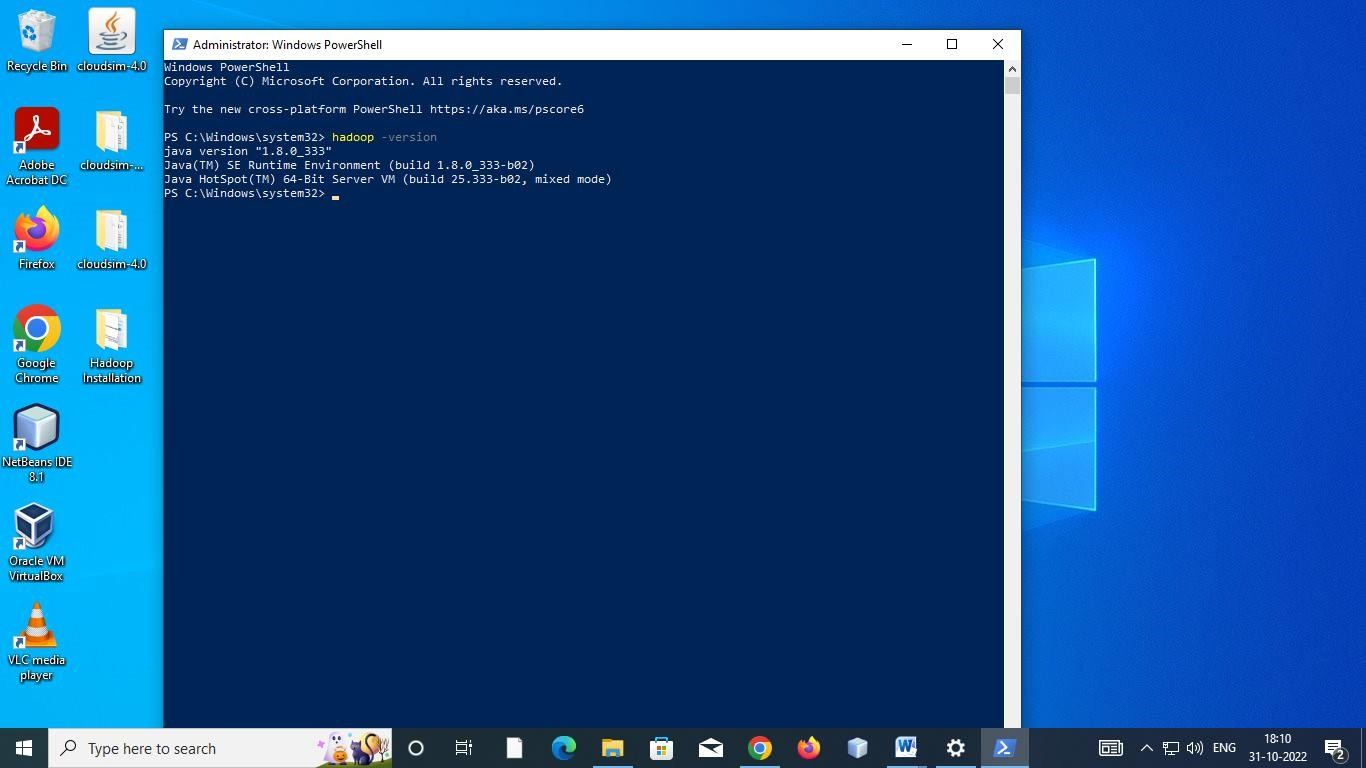 Recycle Bin
cloudsim-4.0
Adobe
Acrobat DC
cloudsim-...
Firefox
cloudsim-4.0
Google
Chrome
Hadoop
Installation
NetBeans IDE
8.1
Oracle VM
VirtualBox
VLC media
player
Administrator: Windows PowerShell
Windows PowerShell
Copyright (C) Microsoft Corporation. All rights reserved.
Try the new cross-platform PowerShell https://aka.ms/pscore6
PS C:\Windows\system32> hadoop -version
java version "1.8.0_333"
Java(TM) SE Runtime Environment (build 1.8.0_333-b02)
Java HotSpot(TM) 64-Bit Server VM (build 25.333-b02, mixed mode)
PS C:\Windows\system32>
Type here to search
ENG
18:10
31-10-2022
2